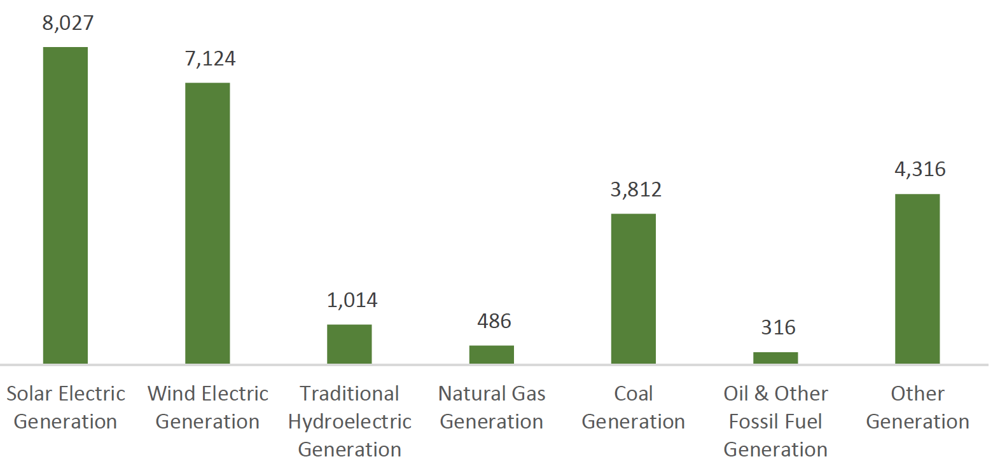 8,027
7,124
1,014
486
3,812
316
4,316
Solar Electric
Generation
Wind Electric
Generation
Traditional
Hydroelectric
Generation
Natural Gas
Generation
Coal
Generation
Oil & Other
Fossil Fuel
Generation
Other
Generation